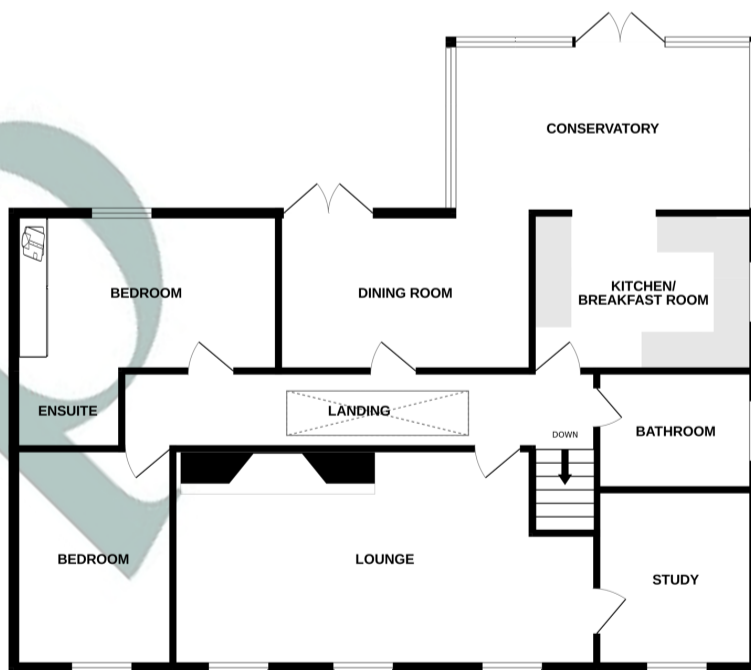 CONSERVATORY
BEDROOM
DINING ROOM
KITCHEN/
BREAKFAST ROOM
ENSUITE
LANDING
DOWN
BATHROOM
BEDROOM
LOUNGE
STUDY